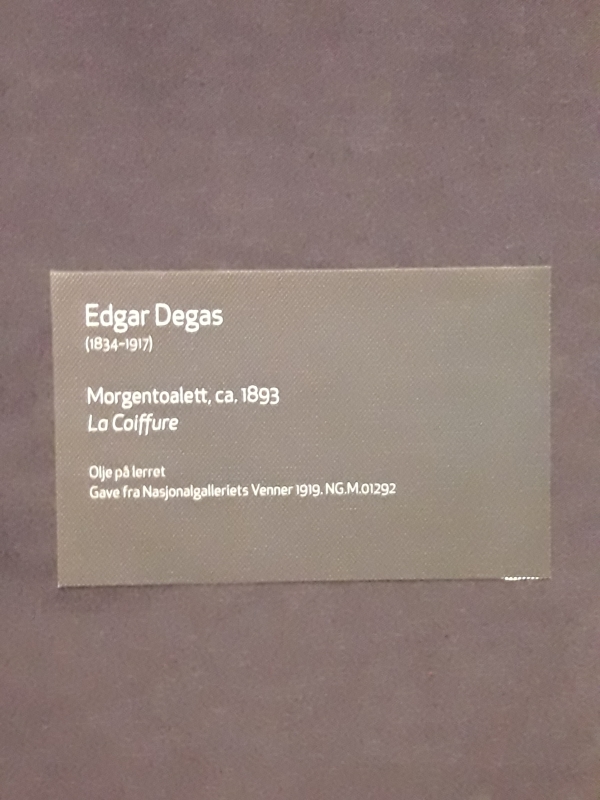 Edgar Degas
(1834-1917)
Morgentoalett, ca. 1893
La Coiffure
Olje på lerret
Gave fra Nasjonalgalleriets Venner 1919. NG.M.01292